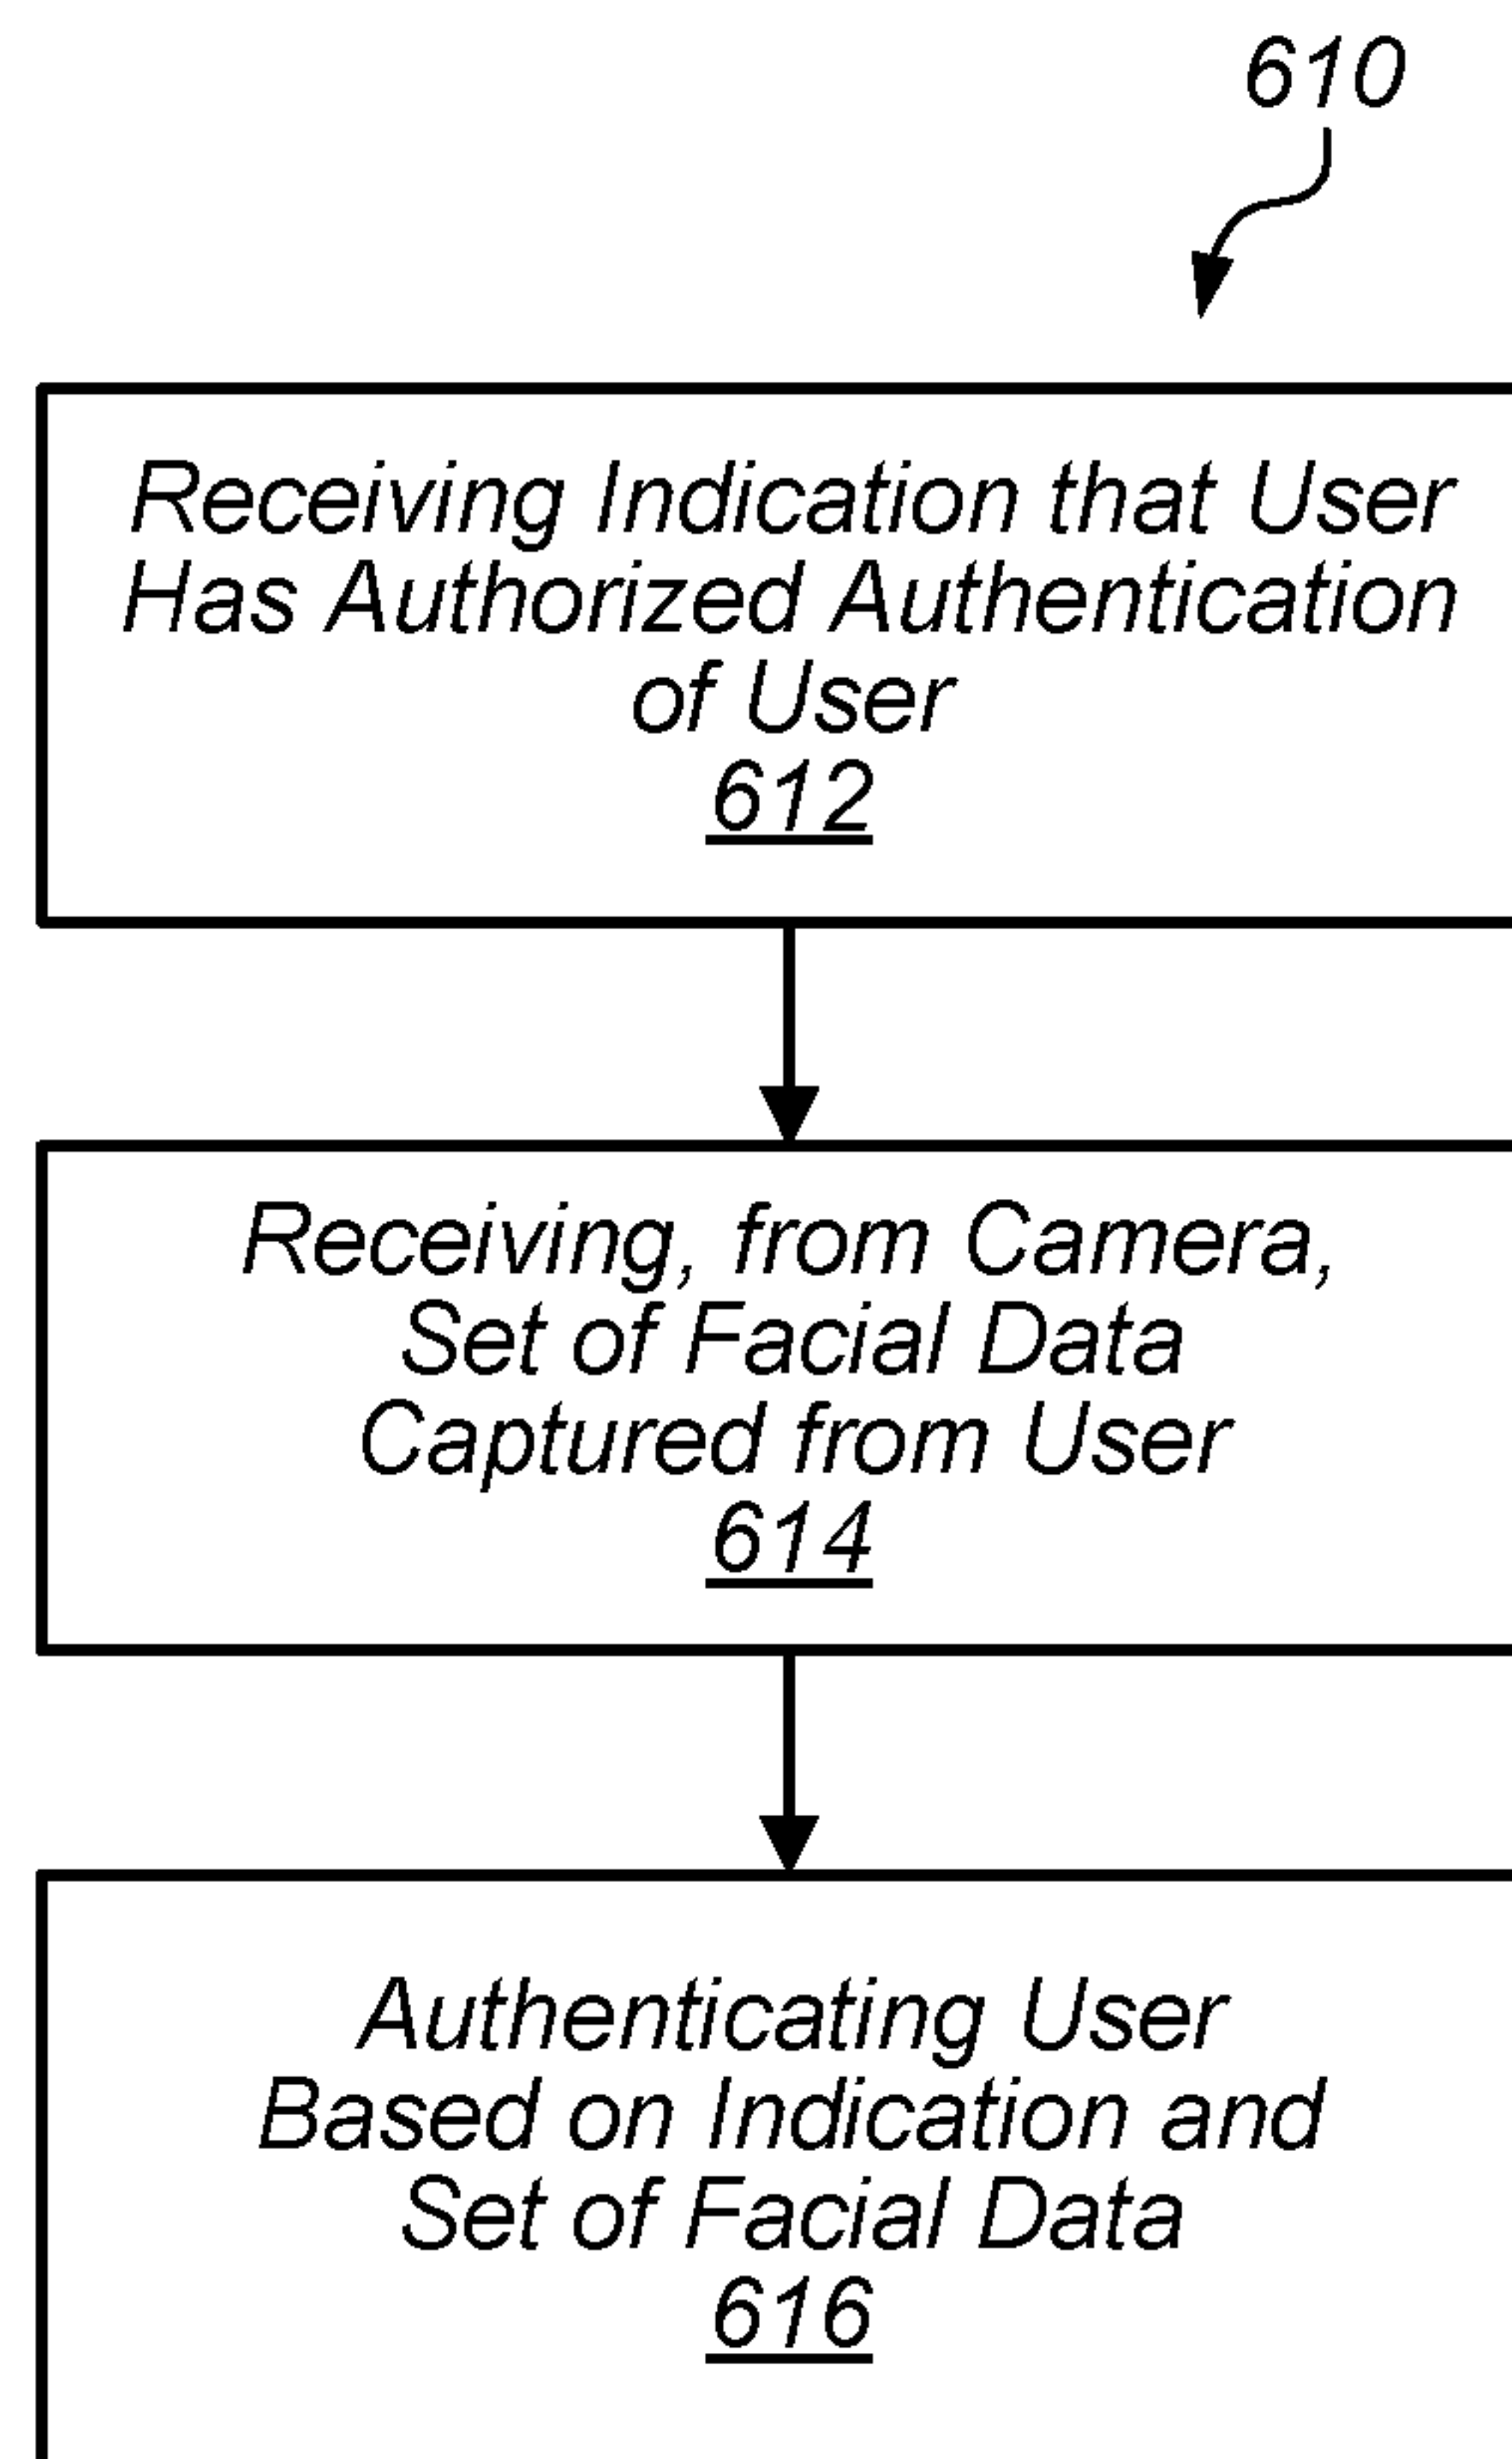 610
Receiving Indication that User
Has Authorized Authentication
of User
612
Receiving, from Camera,
Set of Facial Data
Captured from User
614
Authenticating User
Based on Indication and
Set of Facial Data
616